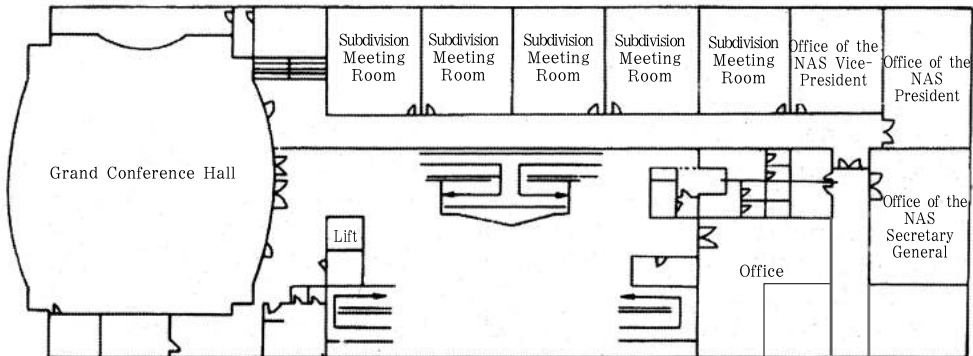 Subdivision
Meeting
Room
Subdivision
Meeting
Room
Subdivision
Meeting
Room
Subdivision
Meeting
Room
Subdivision
Meeting
Room
Office of the
NAS Vice-
President
Office of the
NAS
President
Grand Conference Hall
Office of the
NAS
Secretary
General
Lift
Office